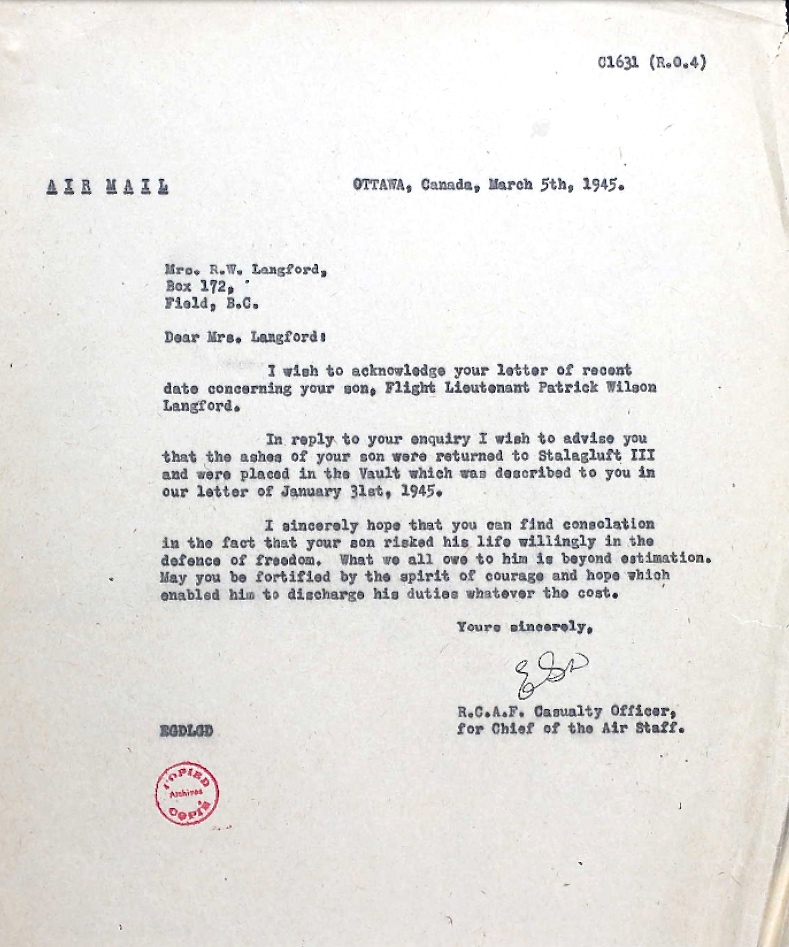 C1631 (R.O.4)
AIR MAIL
OTTAWA, Canada, March 5th, 1945.
Mrs. R.W. Langford,
Box 172,
Field, B.C.
Dear Mrs. Langford:
I wish to acknowledge your letter of recent
date concerning your son, Flight Lieutenant Patrick Wilson
Langford.
In reply to your enquiry I wish to advise you
that the ashes of your son were returned to Stalagluft III
and were placed in the Vault which was described to you in
our letter of January 31st, 1945.
I sincerely hope that you can find consolation
in the fact that your son risked his life willingly in the
defence of freedom. What we all owe to him is beyond estimation.
May you be fortified by the spirit of courage and hope which
enabled him to discharge his duties whatever the cost.
Yours sincerely,
R.C.A.F. Casualty Officer,
for Chief of the Air Staff.
COPIED
Archives
COPIÉ